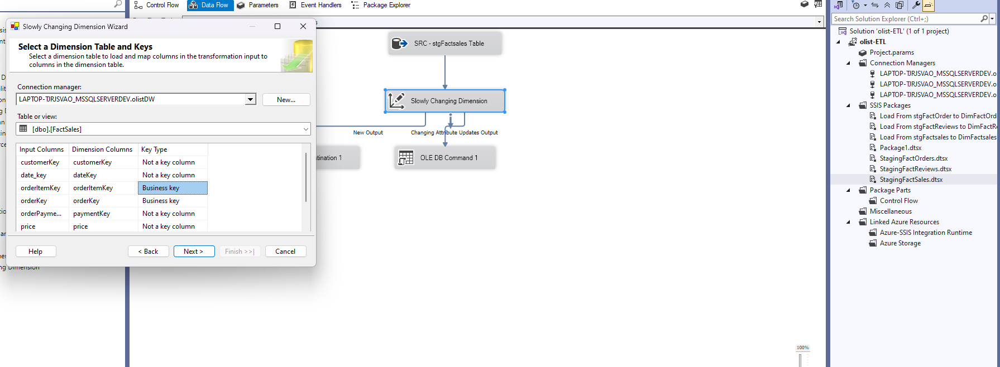 Control Flow
Data Flow
Parameters
Event Handlers
Package Explorer
Slowly Changing Dimension Wizard
Select a Dimension Table and Keys
Select a dimension table to load and map columns in the transformation input to
columns in the dimension table.
Connection manager:
LAPTOP-TJRJSVAO_MSSQLSERVERDEV.olistDW
New...
Table or view:
[dbo].[FactSales]
Input Columns Dimension Columns Key Type
customerKey customerKey Not a key column
date_key dateKey Not a key column
orderItemKey orderItemKey Business key
orderKey orderKey Business key
orderPayme... paymentKey Not a key column
price price Not a key column
Help
< Back
Next >
Finish >>|
Cancel
ng Dimension
SRC - stgFactsales Table
Slowly Changing Dimension
New Output
Changing Attribute Updates Output
tination 1
OLE DB Command 1
100%
Search Solution Explorer (Ctrl+;)
Solution 'olist-ETL' (1 of 1 project)
olist-ETL
Project.params
Connection Managers
LAPTOP-TJRJSVAO_MSSQLSERVERDEV.o
LAPTOP-TJRJSVAO_MSSQLSERVERDEV.o
LAPTOP-TJRJSVAO_MSSQLSERVERDEV.o
SSIS Packages
Load From stgFactOrder to DimFactOrd
Load From stgFactReviews to DimFactR
Load From stgFactsales to DimFactsales
Package1.dtsx
StagingFactOrders.dtsx
StagingFactReviews.dtsx
StagingFactSales.dtsx
Package Parts
Control Flow
Miscellaneous
Linked Azure Resources
Azure-SSIS Integration Runtime
Azure Storage